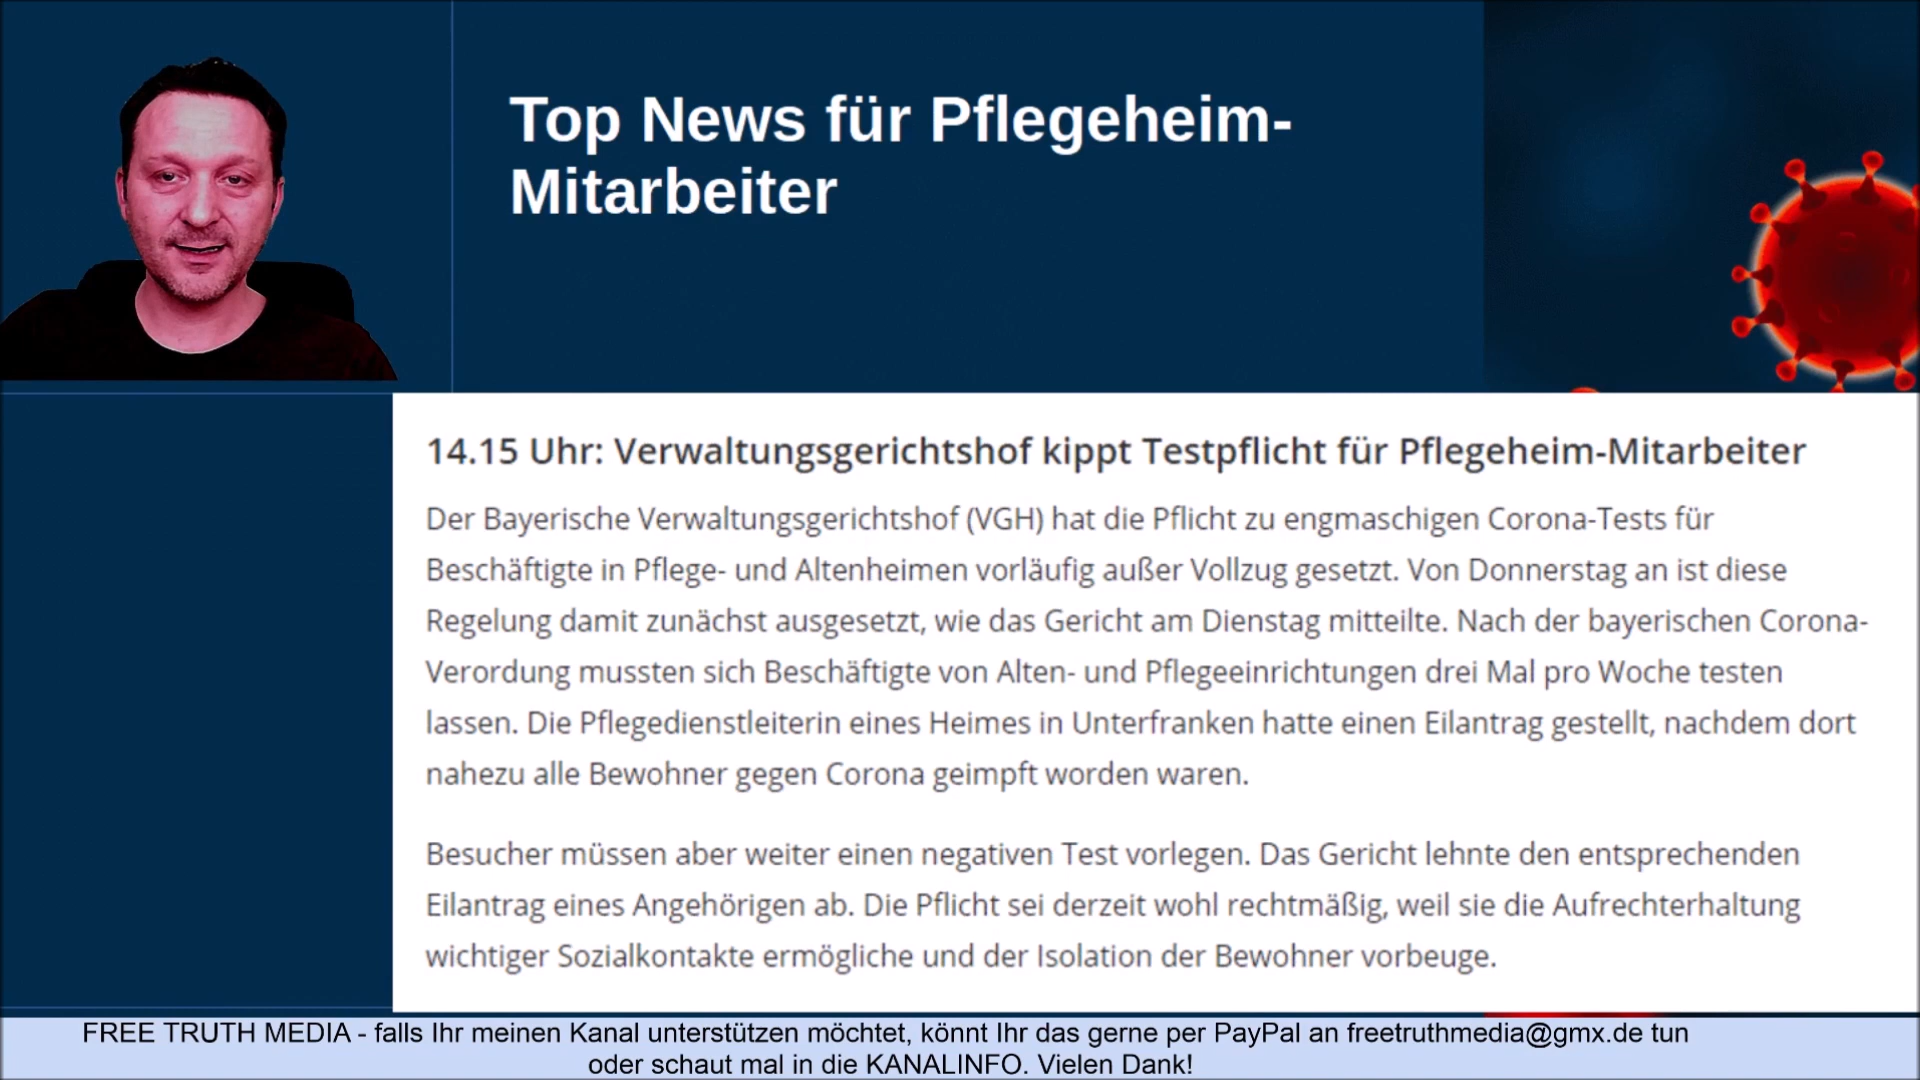 Top News für Pflegeheim-
Mitarbeiter
14.15 Uhr: Verwaltungsgerichtshof kippt Testpflicht für Pflegeheim-Mitarbeiter
Der Bayerische Verwaltungsgerichtshof (VGH) hat die Pflicht zu engmaschigen Corona-Tests für
Beschäftigte in Pflege- und Altenheimen vorläufig außer Vollzug gesetzt. Von Donnerstag an ist diese
Regelung damit zunächst ausgesetzt, wie das Gericht am Dienstag mitteilte. Nach der bayerischen Corona-
Verordung mussten sich Beschäftigte von Alten- und Pflegeeinrichtungen drei Mal pro Woche testen
lassen. Die Pflegedienstleiterin eines Heimes in Unterfranken hatte einen Eilantrag gestellt, nachdem dort
nahezu alle Bewohner gegen Corona geimpft worden waren.
Besucher müssen aber weiter einen negativen Test vorlegen. Das Gericht lehnte den entsprechenden
Eilantrag eines Angehörigen ab. Die Pflicht sei derzeit wohl rechtmäßig, weil sie die Aufrechterhaltung
wichtiger Sozialkontakte ermögliche und der Isolation der Bewohner vorbeuge.
FREE TRUTH MEDIA - falls Ihr meinen Kanal unterstützen möchtet, könnt Ihr das gerne per PayPal an freetruthmedia@gmx.de tun
oder schaut mal in die KANALINFO. Vielen Dank!